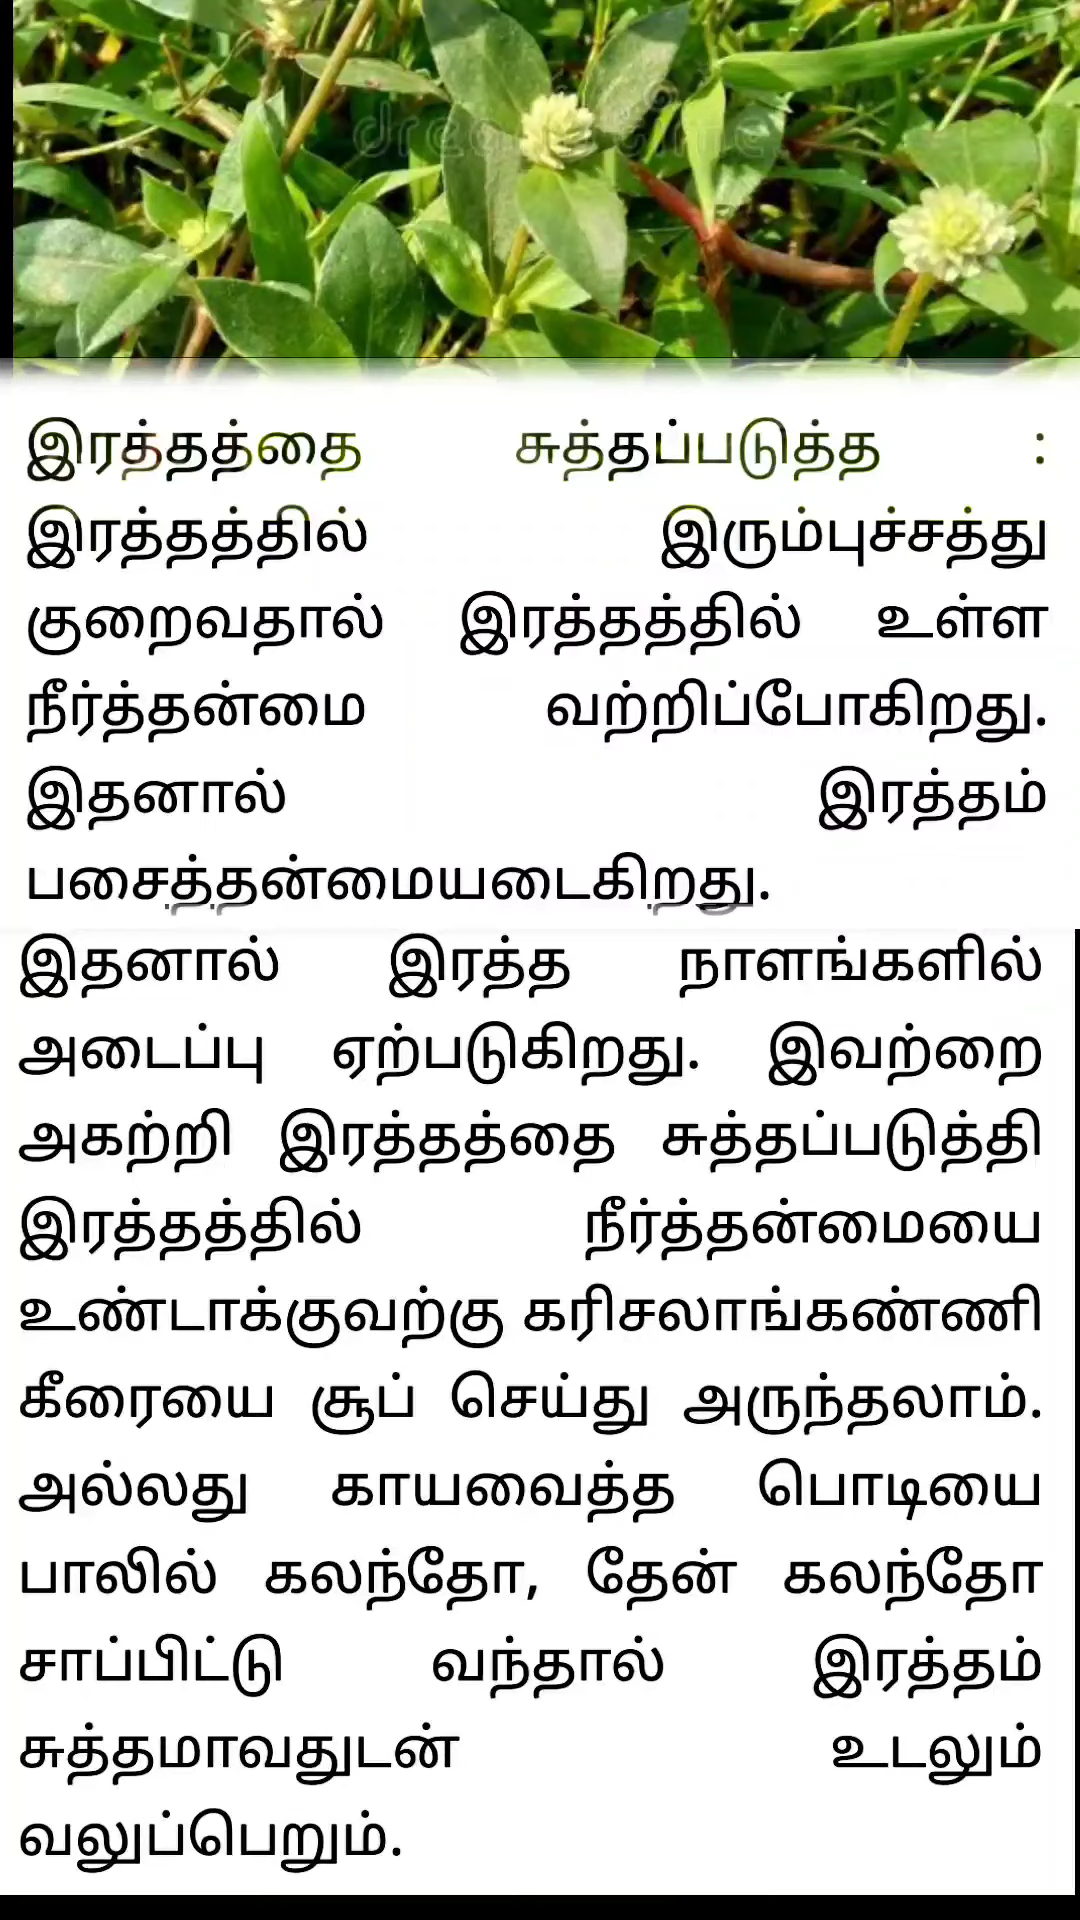 இரத்தத்தை சுத்தப்படுத்த :
இரத்தத்தில் இரும்புச்சத்து
குறைவதால் இரத்தத்தில் உள்ள
நீர்த்தன்மை வற்றிப்போகிறது.
இதனால் இரத்தம்
பசைத்தன்மையடைகிறது.
இதனால் இரத்த நாளங்களில்
அடைப்பு ஏற்படுகிறது. இவற்றை
அகற்றி இரத்தத்தை சுத்தப்படுத்தி
இரத்தத்தில் நீர்த்தன்மையை
உண்டாக்குவற்கு கரிசலாங்கண்ணி
கீரையை சூப் செய்து அருந்தலாம்.
அல்லது காயவைத்த பொடியை
பாலில் கலந்தோ, தேன் கலந்தோ
சாப்பிட்டு வந்தால் இரத்தம்
சுத்தமாவதுடன் உடலும்
வலுப்பெறும்.